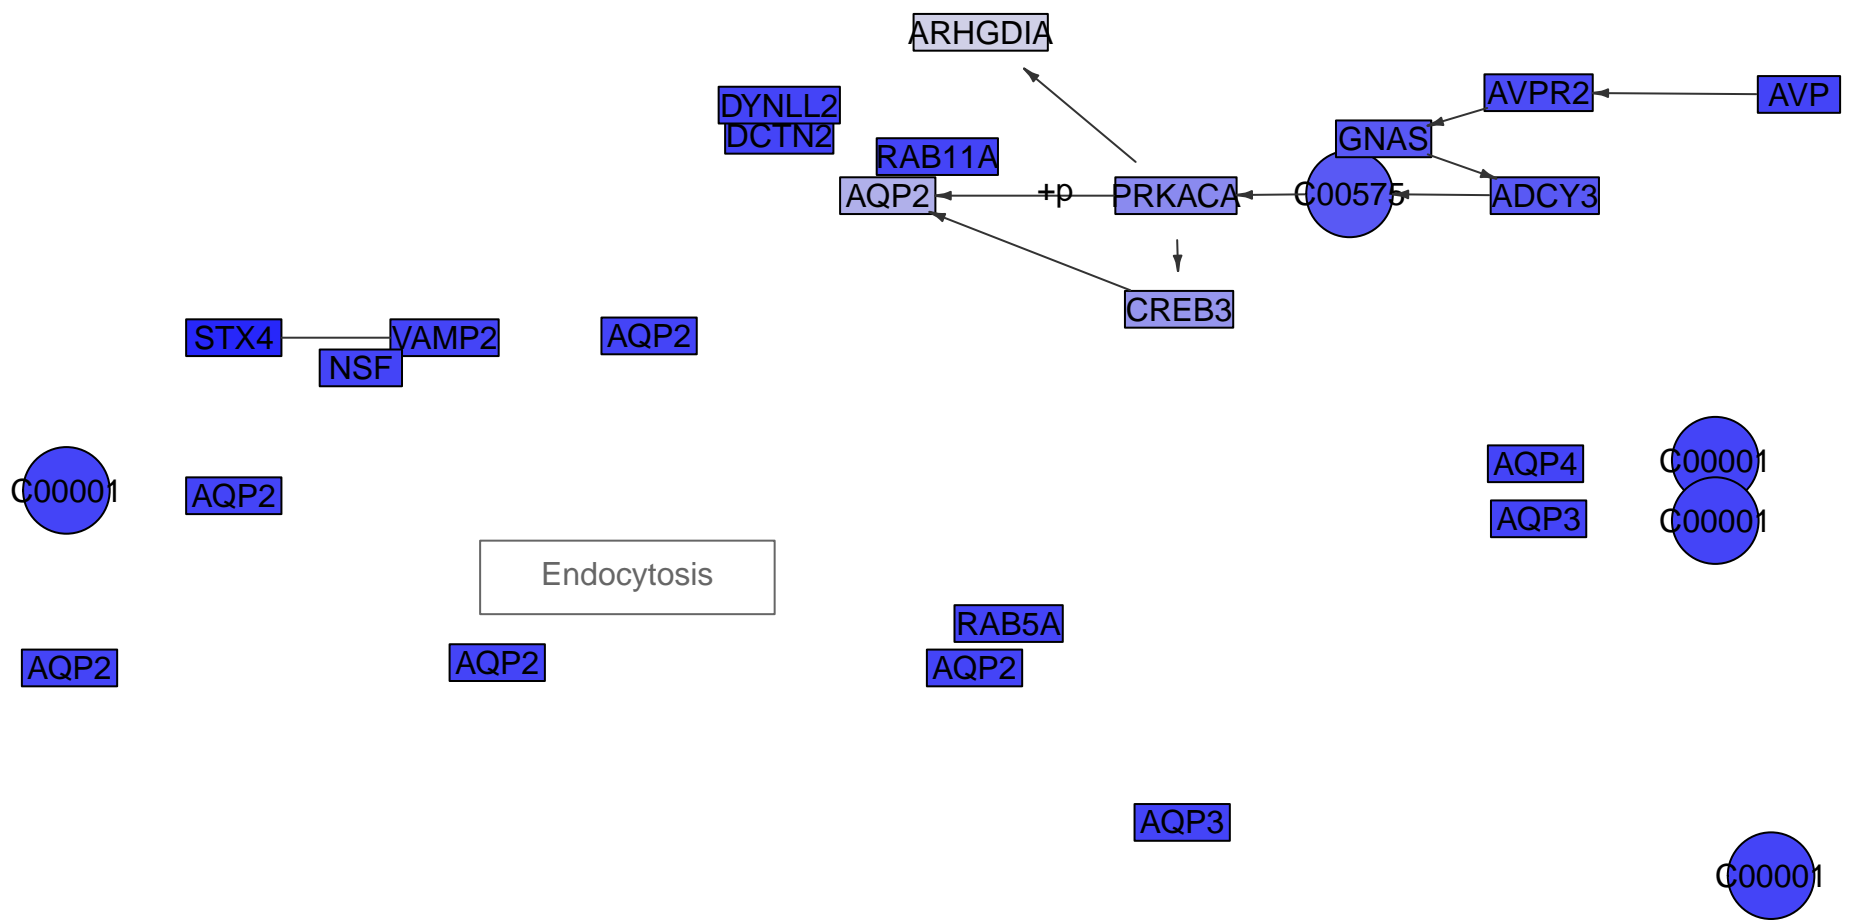 ARHGDIA
DYNLL2
DCTN2
RAB11A
AVPR2
AVP
GNAS
AQP2
+p
PRKACA
C00575
ADCY3
CREB3
STX4
VAMP2
NSF
AQP2
C00001
AQP2
AQP4
C00001
AQP3
C00001
Endocytosis
RAB5A
AQP2
AQP2
AQP2
AQP3
C00001